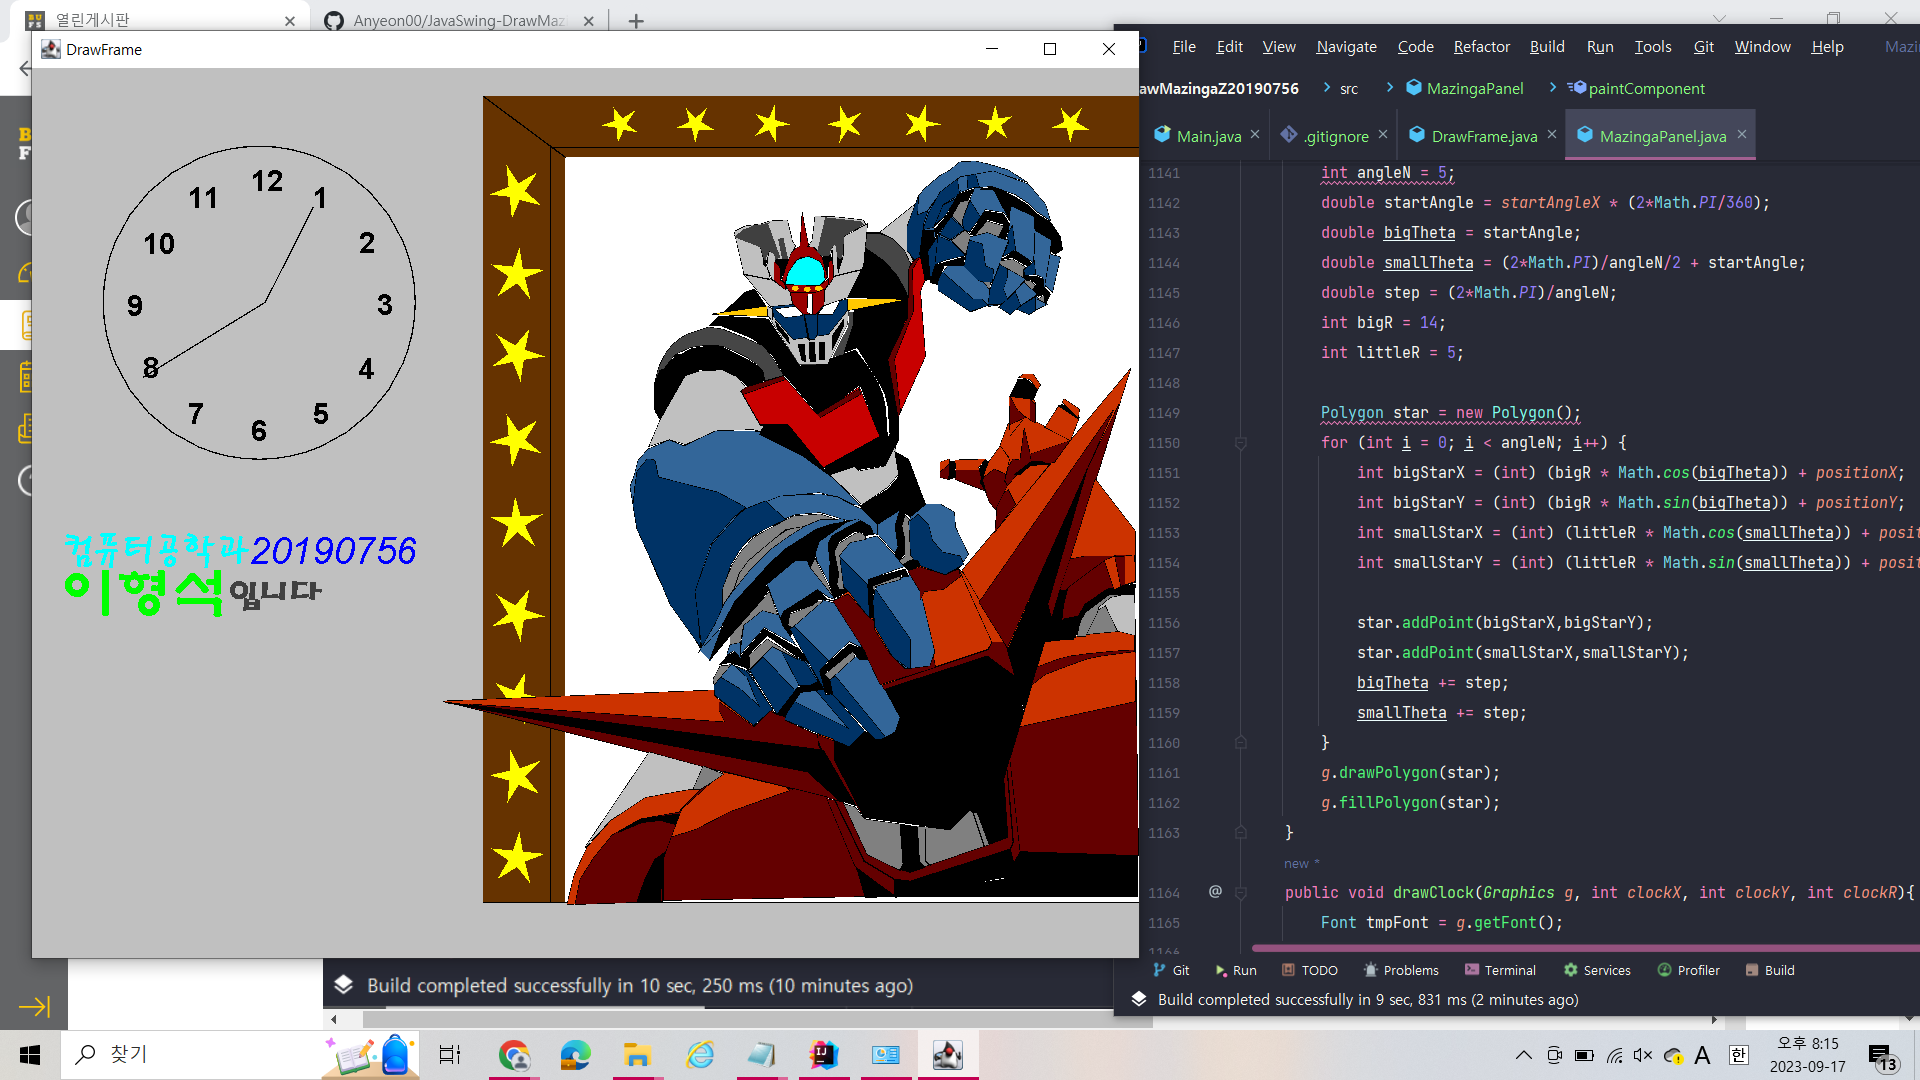 열린게시판
Anyeon00/JavaSwing-DrawMaz
DrawFrame
12
11
1
10
2
9
3
8
4
7
5
6
컴퓨터공학과20190756
이형석입니다
File Edit View Navigate Code Refactor Build Run Tools Git Window Help Mazi
awMazingaZ20190756 src MazingaPanel paintComponent
Main.java .gitignore DrawFrame.java MazingaPanel.java
1141 int angleN = 5;
1142 double startAngle = startAngleX * (2*Math.PI/360);
1143 double bigTheta = startAngle;
1144 double smallTheta = (2*Math.PI)/angleN/2 + startAngle;
1145 double step = (2*Math.PI)/angleN;
1146 int bigR = 14;
1147 int littleR = 5;
1148
1149 Polygon star = new Polygon();
1150 for (int i = 0; i < angleN; i++) {
1151 int bigStarX = (int) (bigR * Math.cos(bigTheta)) + positionX;
1152 int bigStarY = (int) (bigR * Math.sin(bigTheta)) + positionY;
1153 int smallStarX = (int) (littleR * Math.cos(smallTheta)) + posit
1154 int smallStarY = (int) (littleR * Math.sin(smallTheta)) + posit
1155
1156 star.addPoint(bigStarX,bigStarY);
1157 star.addPoint(smallStarX,smallStarY);
1158 bigTheta += step;
1159 smallTheta += step;
1160 }
1161 g.drawPolygon(star);
1162 g.fillPolygon(star);
1163 }
new *
1164 @ public void drawClock(Graphics g, int clockX, int clockY, int clockR){
1165 Font tmpFont = g.getFont();
1166
Git Run TODO Problems Terminal Services Profiler Build
Build completed successfully in 10 sec, 250 ms (10 minutes ago)
Build completed successfully in 9 sec, 831 ms (2 minutes ago)
찾기
A 한
오후 8:15
2023-09-17
13